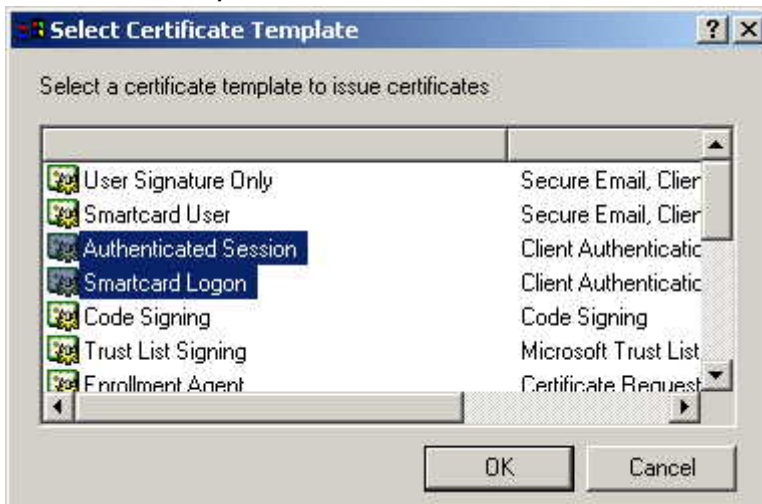 Select Certificate Template
Select a certificate template to issue certificates
User Signature Only Secure Email, Clier
Smartcard User Secure Email, Clier
Authenticated Session Client Authenticatic
Smartcard Logon Client Authenticatic
Code Signing Code Signing
Trust List Signing Microsoft Trust List
Enrollment Agent Certificate Request
OK Cancel